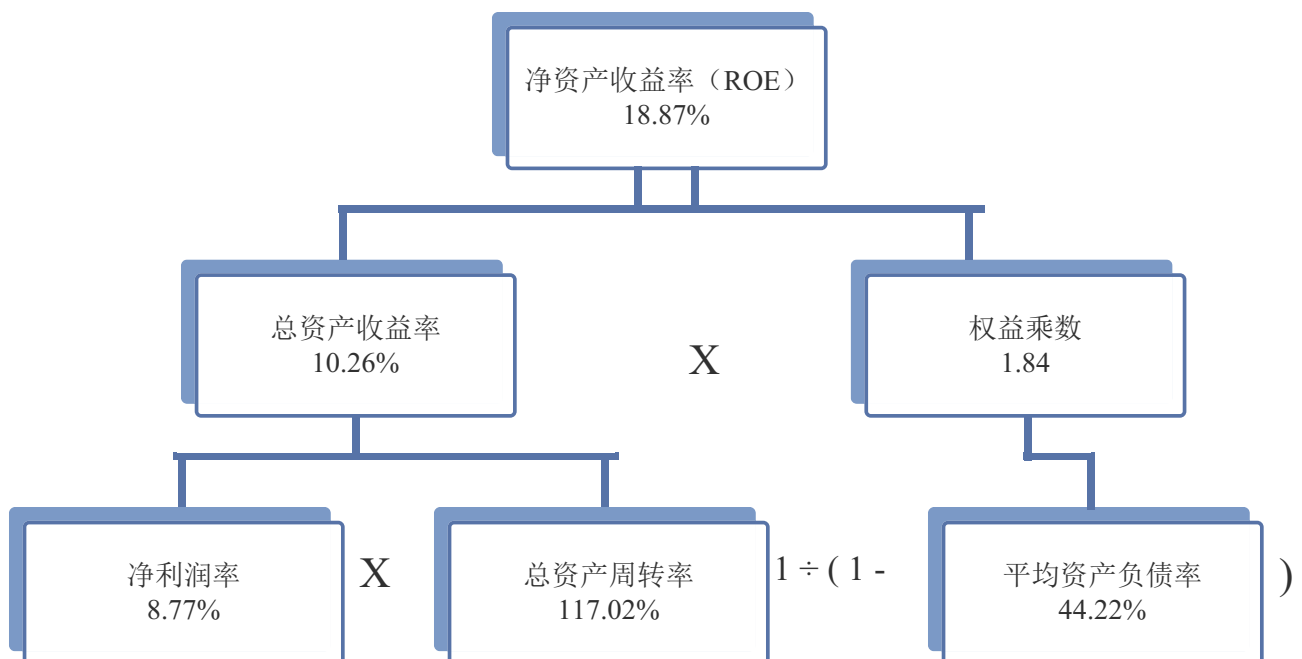 净资产收益率（ROE）
18.87%
总资产收益率
10.26%
X
权益乘数
1.84
净利润率
8.77%
X
总资产周转率
117.02%
1 ÷ ( 1 -
平均资产负债率
44.22%
)